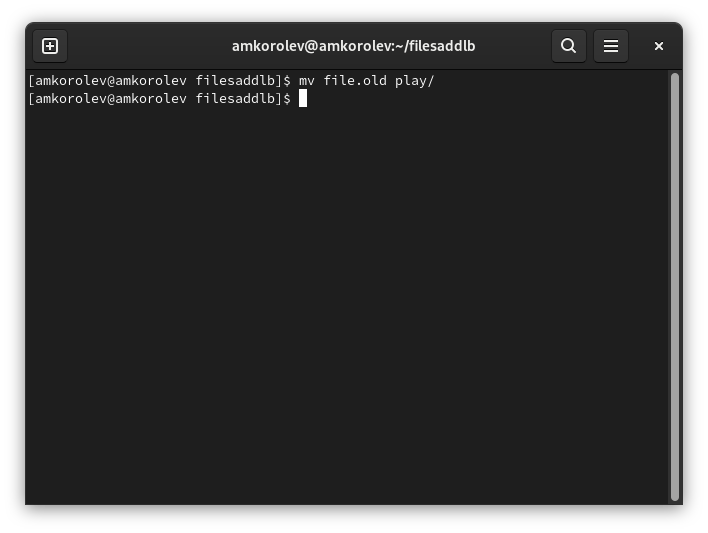 amkorolev@amkorolev:~/filesaddlb
[amkorolev@amkorolev filesaddlb]$ mv file.old play/
[amkorolev@amkorolev filesaddlb]$